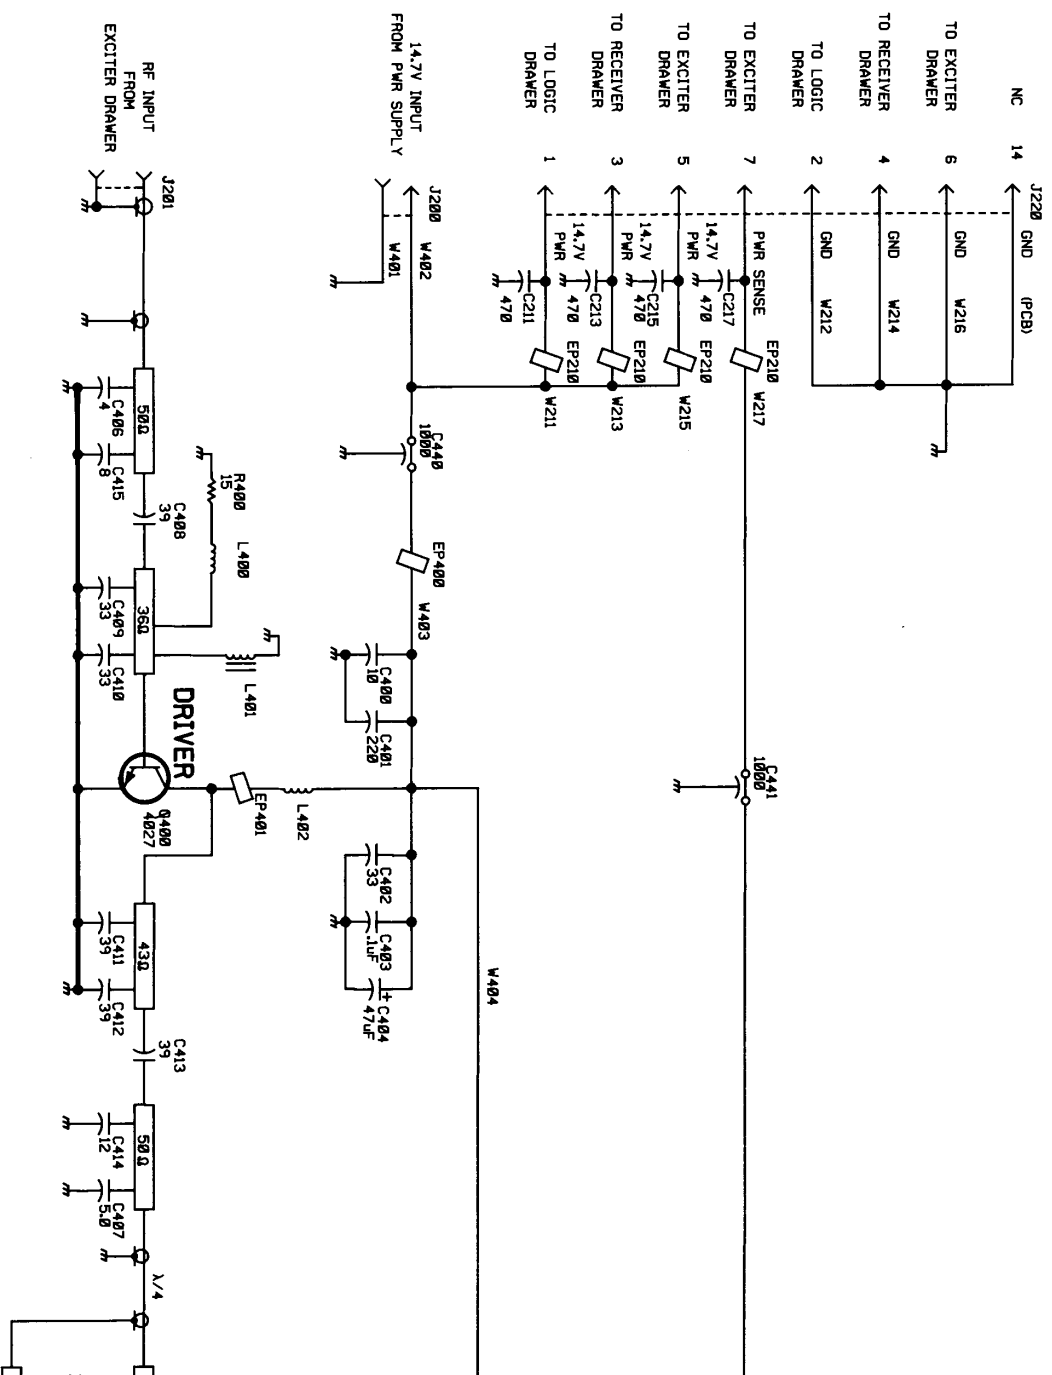 NC
14
J220
GND
(PCB)
TO EXCITER
DRAWER
6
GND
W216
TO RECEIVER
DRAWER
4
GND
W214
TO LOGIC
DRAWER
2
GND
W212
TO EXCITER
DRAWER
7
PWR SENSE
EP210
W217
C217
470
C441
1000
TO EXCITER
DRAWER
5
14.7V
PWR
EP210
W215
C215
470
TO RECEIVER
DRAWER
3
14.7V
PWR
EP210
W213
C213
470
TO LOGIC
DRAWER
1
14.7V
PWR
EP210
W211
C211
470
14.7V INPUT
FROM PWR SUPPLY
J200
W402
W401
C440
1000
EP400
W403
C400
10
C401
220
C402
33
C403
.1uF
+
C404
47uF
W404
RF INPUT
FROM
EXCITER DRAWER
J201
50Ω
C406
4
C415
8
C408
39
R400
15
L400
36Ω
C409
33
C410
33
L401
DRIVER
Q400
4027
EP401
L402
43Ω
C411
39
C412
39
C413
39
50Ω
C414
12
C407
5.0
λ/4